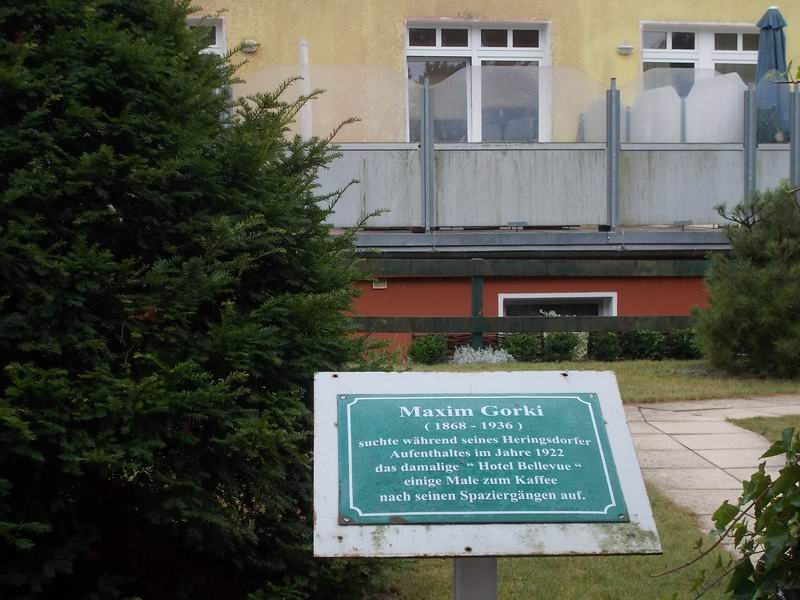 Maxim Gorki
( 1868 - 1936 )
suchte während seines Heringsdorfer
Aufenthaltes im Jahre 1922
das damalige “ Hotel Bellevue “
einige Male zum Kaffee
nach seinen Spaziergängen auf.